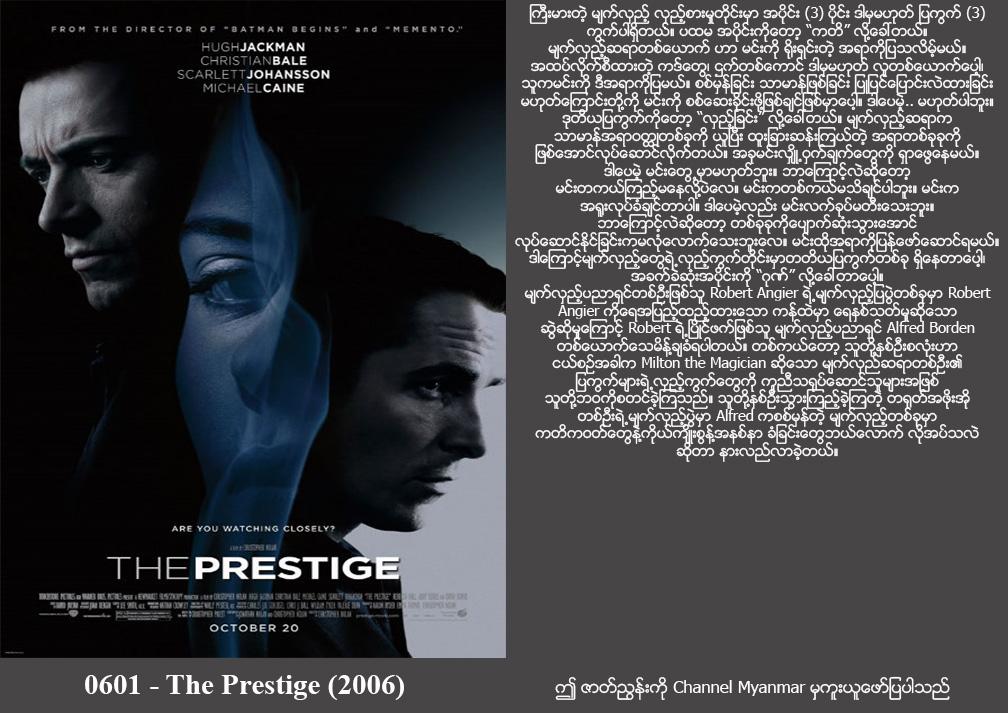 FROM THE DIRECTOR OF "BATMAN BEGINS" and "MEMENTO."
HUGHJACKMAN
CHRISTIANBALE
SCARLETTJOHANSSON
MICHAELCAINE
ARE YOU WATCHING CLOSELY?
A FILM BY CHRISTOPHER NOLAN
THEPRESTIGE
OCTOBER 20
0601 - The Prestige (2006)
ကြီးမားတဲ့ မျက်လှည့် လှည့်စားမှုတိုင်းမှာ အပိုင်း (3) ပိုင်း ဒါမှမဟုတ် ပြကွက် (3)
ကွက်ပါရှိတယ်။ ပထမ အပိုင်းကိုတော့ “ကတိ” လို့ခေါ်တယ်။
မျက်လှည့်ဆရာတစ်ယောက် ဟာ မင်းကို ရိုးရှင်းတဲ့ အရာကိုပြသလိမ့်မယ်။
အထပ်လိုက်စီထားတဲ့ ကဒ်တွေ၊ ငှက်တစ်ကောင် ဒါမှမဟုတ် လူတစ်ယောက်ပေါ့၊
သူကမင်းကို ဒီအရာကိုပြမယ်။ စစ်မှန်ခြင်း သာမာန်ဖြစ်ခြင်း ပြုပြင်ပြောင်းလဲထားခြင်း
မဟုတ်ကြောင်းတို့ကို မင်းကို စစ်ဆေးခိုင်းဖို့ဖြစ်ချင်ဖြစ်မှာပေါ့။ ဒါပေမဲ့.. မဟုတ်ပါဘူး။
ဒုတိယပြကွက်ကိုတော့ “လှည့်ခြင်း” လို့ခေါ်တယ်။ မျက်လှည့်ဆရာက
သာမာန်အရာဝတ္ထုတစ်ခုကို ယူပြီး ထူးခြားဆန်းကြယ်တဲ့ အရာတစ်ခုခုကို
ဖြစ်အောင်လုပ်ဆောင်လိုက်တယ်။ အခုမင်းလျှို့ဝှက်ချက်တွေကို ရှာဖွေနေမယ်။
ဒါပေမဲ့ မင်းတွေ့မှာမဟုတ်ဘူး။ ဘာကြောင့်လဲဆိုတော့
မင်းတကယ်ကြည့်မနေလို့ပဲလေ။ မင်းကတစ်ကယ်မသိချင်ပါဘူး။ မင်းက
အရူးလုပ်ခံချင်တာပါ။ ဒါပေမဲ့လည်း မင်းလက်ခုပ်မတီးသေးဘူး။
ဘာကြောင့်လဲဆိုတော့ တစ်ခုခုကိုပျောက်ဆုံးသွားအောင်
လုပ်ဆောင်နိုင်ခြင်းကမလုံလောက်သေးဘူးလေ။ မင်းထိုအရာကိုပြန်ဖော်ဆောင်ရမယ်။
ဒါကြောင့်မျက်လှည့်တွေရဲ့လှည့်ကွက်တိုင်းမှာတတိယပြကွက်တစ်ခု ရှိနေတာပေါ့၊
အခက်ခဲဆုံးအပိုင်းကို “ဂုဏ်” လို့ခေါ်တာပေါ့။
မျက်လှည့်ပညာရှင်တစ်ဦးဖြစ်သူ Robert Angier ရဲ့မျက်လှည့်ပြပွဲတစ်ခုမှာ Robert
Angier ကိုရေအပြည့်ထည့်ထားသော ကန်ထဲမှာ ရေနစ်သတ်မှုဆိုသော
ဆွဲဆိုမှုကြောင့် Robert ရဲ့ပြိုင်ဖက်ဖြစ်သူ မျက်လှည့်ပညာရှင် Alfred Borden
တစ်ယောက်သေမိန့်ချခံရပါတယ်။ တစ်ကယ်တော့ သူတို့နှစ်ဦးစလုံးဟာ
ငယ်စဉ်အခါက Milton the Magician ဆိုသော မျက်လှည့်ဆရာတစ်ဦး၏
ပြကွက်များရဲ့လှည့်ကွက်တွေကို ကူညီသရုပ်ဆောင်သူများအဖြစ်
သူတို့ဘဝကိုစတင်ခဲ့ကြသည်။ သူတို့နှစ်ဦးသွားကြည့်ခဲ့ကြတဲ့ တရုတ်အဖိုးအို
တစ်ဦးရဲ့မျက်လှည့်ပွဲမှာ Alfred ကစစ်မှန်တဲ့ မျက်လှည့်တစ်ခုမှာ
ကတိကဝတ်တွေနဲ့ကိုယ်ကျိုးစွန့်အနစ်နာ ခံခြင်းတွေဘယ်လောက် လိုအပ်သလဲ
ဆိုတာ နားလည်လာခဲ့တယ်။
ဤ ဇာတ်ညွှန်းကို Channel Myanmar မှကူးယူဖော်ပြပါသည်